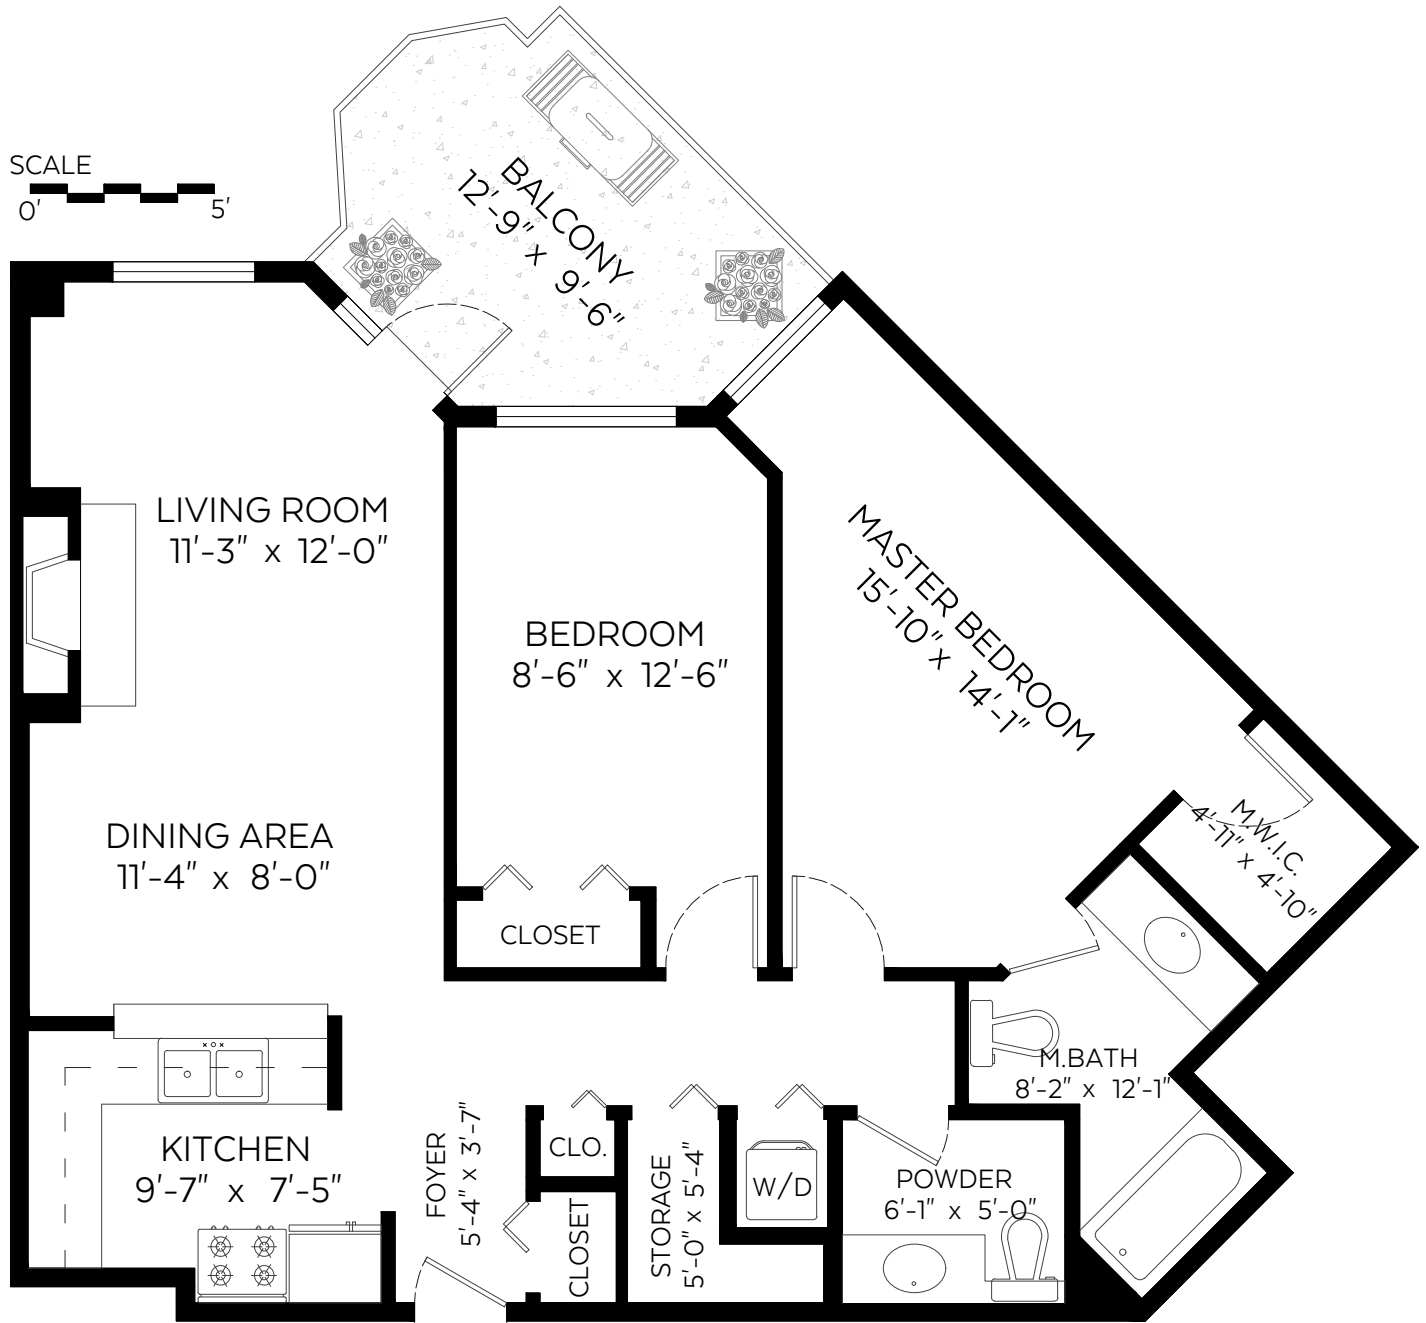 SCALE
0' 5'
BALCONY
12'-9" x 9'-6"
LIVING ROOM
11'-3" x 12'-0"
BEDROOM
8'-6" x 12'-6"
MASTER BEDROOM
15'-10" x 14'-1"
DINING AREA
11'-4" x 8'-0"
M.W.I.C.
4'-11" x 4'-10"
CLOSET
M.BATH
8'-2" x 12'-1"
KITCHEN
9'-7" x 7'-5"
FOYER
5'-4" x 3'-7"
CLO.
CLOSET
STORAGE
5'-0" x 5'-4"
W/D
POWDER
6'-1" x 5'-0"